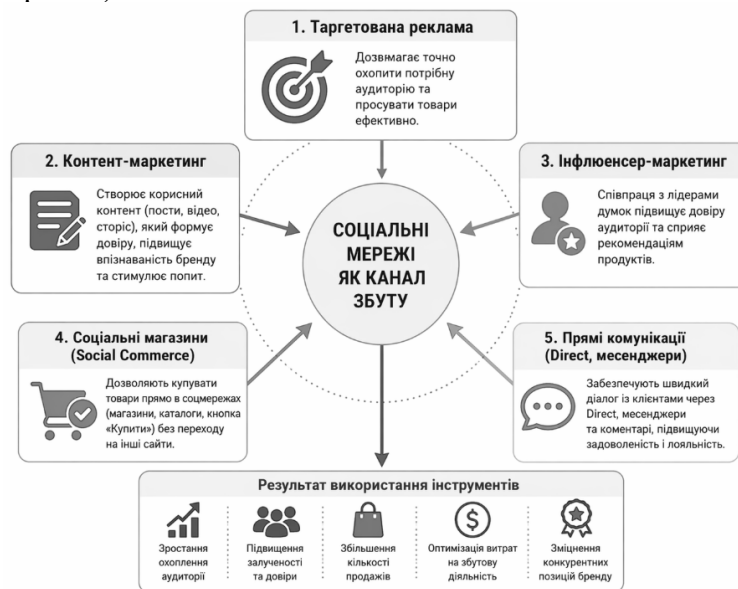 1. Таргетована реклама
Дозвмагає точно
охопити потрібну
аудиторію та
просувати товари
ефективно.
2. Контент-маркетинг
Створює корисний
контент (пости, відео,
сторіс), який формує
довіру, підвищує
впізнаваність бренду
та стимулює попит.
3. Інфлюенсер-маркетинг
Співпраця з лідерами
думок підвищує довіру
аудиторії та сприяє
рекомендаціям
продуктів.
СОЦІАЛЬНІ
МЕРЕЖІ
ЯК КАНАЛ
ЗБУТУ
4. Соціальні магазини
(Social Commerce)
Дозволяють купувати
товари прямо в соцмережах
(магазини, каталоги, кнопка
«Купити») без переходу
на інші сайти.
5. Прямі комунікації
(Direct, месенджери)
Забезпечують швидкий
діалог із клієнтами через
Direct, месенджери
та коментарі, підвищуючи
задоволеність і лояльність.
Результат використання інструментів
Зростання
охоплення
аудиторії
Підвищення
залученості
та довіри
Збільшення
кількості
продажів
Оптимізація витрат
на збутову
діяльність
Зміцнення
конкурентних
позицій бренду